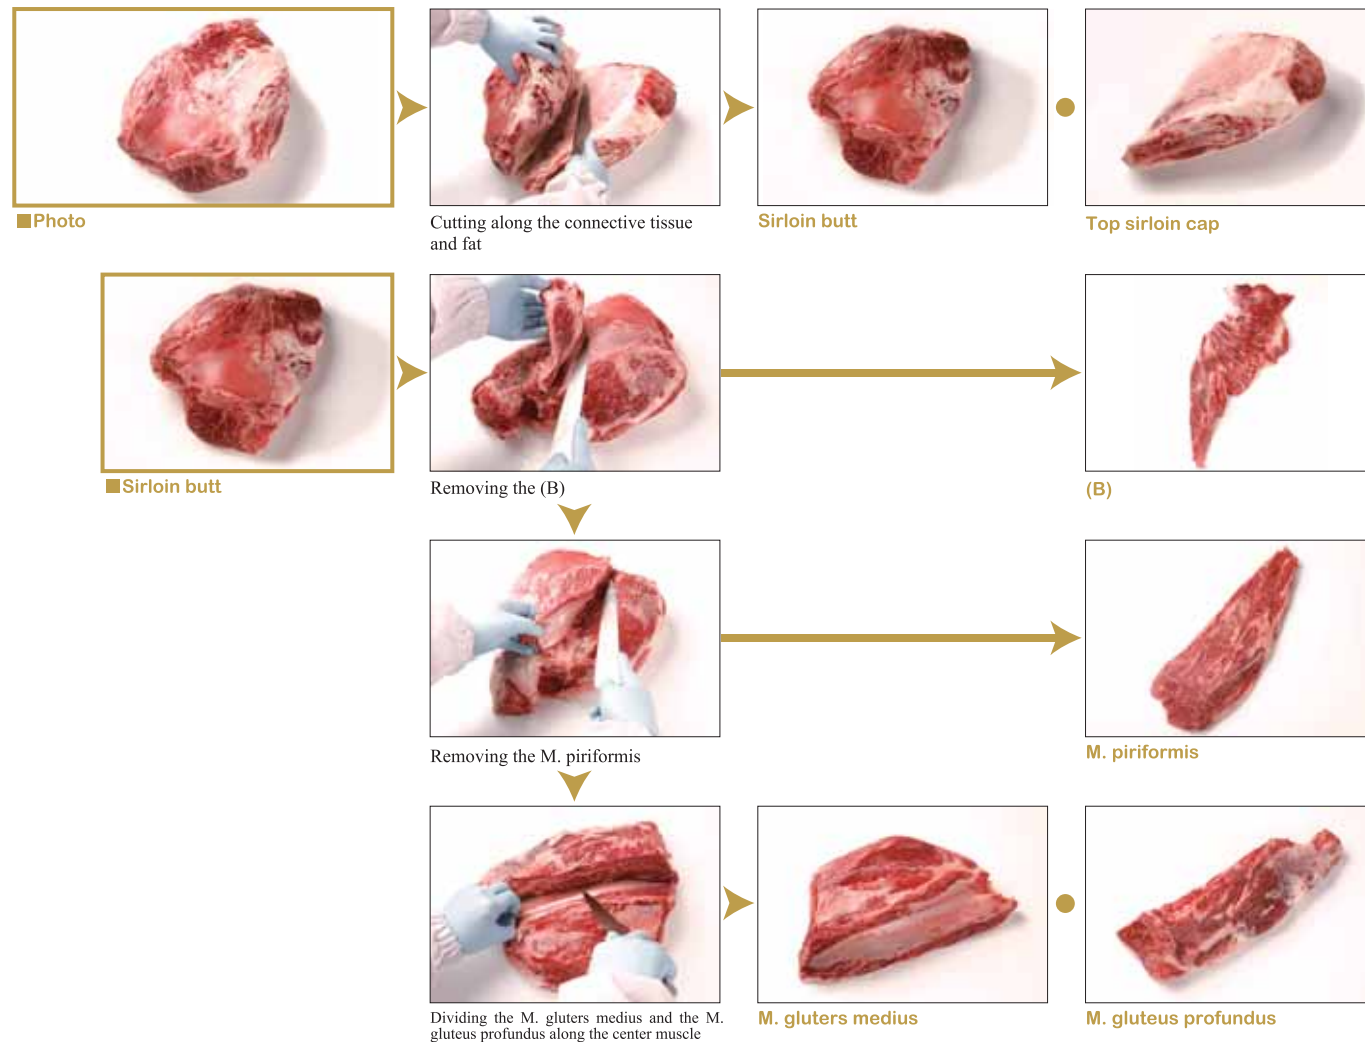 ■Photo
Cutting along the connective tissue
and fat
Sirloin butt
Top sirloin cap
■Sirloin butt
Removing the (B)
(B)
Removing the M. piriformis
M. piriformis
Dividing the M. gluters medius and the M.
gluteus profundus along the center muscle
M. gluters medius
M. gluteus profundus